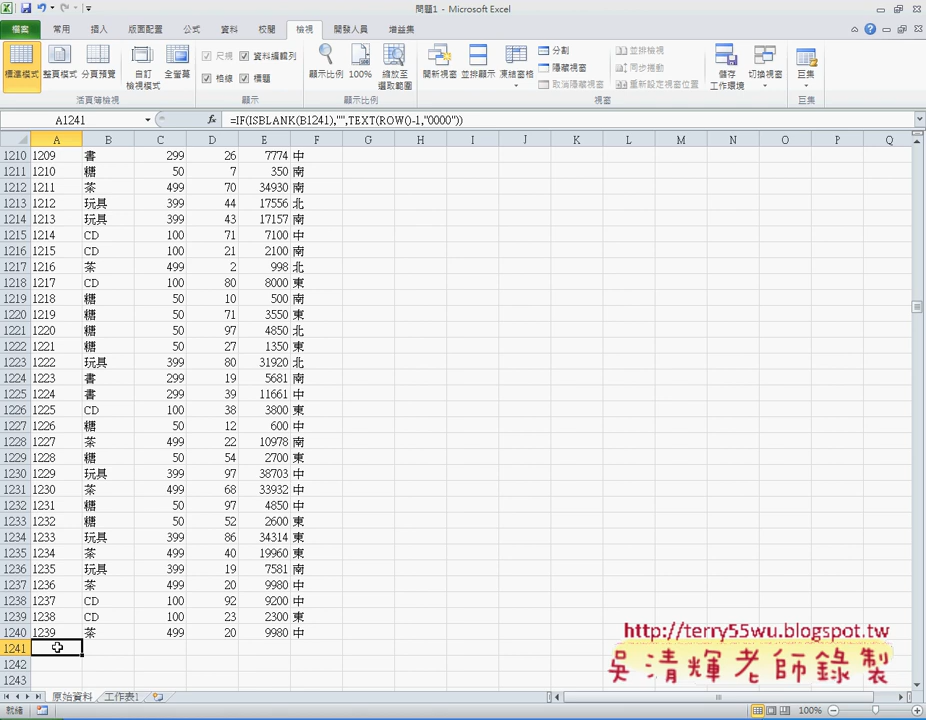 問題1 - Microsoft Excel
檔案 常用 插入 版面配置 公式 資料 校閱 檢視 開發人員 增益集
標準模式 整頁模式 分頁預覽 自訂檢視模式 全螢幕
活頁簿檢視
尺規 資料編輯列
格線 標題
顯示
顯示比例 100% 縮放至選取範圍
顯示比例
開新視窗 並排顯示 凍結窗格 分割 隱藏視窗 取消隱藏視窗 並排檢視 同步捲動 重新設定視窗位置 儲存工作環境 切換視窗
視窗
巨集
巨集
A1241 fx =IF(ISBLANK(B1241),"",TEXT(ROW()-1,"0000"))
A B C D E F G H I J K L M N O P Q
1210 1209 書 299 26 7774 中
1211 1210 糖 50 7 350 南
1212 1211 茶 499 70 34930 南
1213 1212 玩具 399 44 17556 北
1214 1213 玩具 399 43 17157 南
1215 1214 CD 100 71 7100 中
1216 1215 CD 100 21 2100 南
1217 1216 茶 499 2 998 北
1218 1217 CD 100 80 8000 東
1219 1218 糖 50 10 500 南
1220 1219 糖 50 71 3550 東
1221 1220 糖 50 97 4850 北
1222 1221 糖 50 27 1350 東
1223 1222 玩具 399 80 31920 北
1224 1223 書 299 19 5681 南
1225 1224 書 299 39 11661 中
1226 1225 CD 100 38 3800 東
1227 1226 糖 50 12 600 中
1228 1227 茶 499 22 10978 南
1229 1228 糖 50 54 2700 東
1230 1229 玩具 399 97 38703 中
1231 1230 茶 499 68 33932 中
1232 1231 糖 50 97 4850 中
1233 1232 糖 50 52 2600 東
1234 1233 玩具 399 86 34314 東
1235 1234 茶 499 40 19960 東
1236 1235 玩具 399 19 7581 南
1237 1236 茶 499 20 9980 中
1238 1237 CD 100 92 9200 中
1239 1238 CD 100 23 2300 東
1240 1239 茶 499 20 9980 中
1241
1242
1243
http://terry55wu.blogspot.tw
吳清輝老師錄製
原始資料 工作表1
就緒 100%